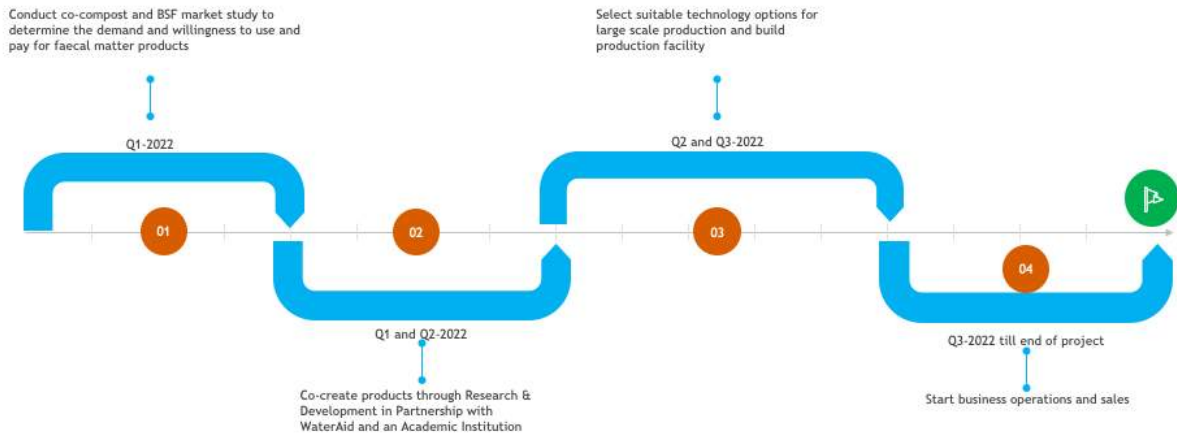 Conduct co-compost and BSF market study to
determine the demand and willingness to use and
pay for faecal matter products
Select suitable technology options for
large scale production and build
production facility
Q1-2022
Q2 and Q3-2022
01
02
03
04
Q1 and Q2-2022
Q3-2022 till end of project
Co-create products through Research &
Development in Partnership with
WaterAid and an Academic Institution
Start business operations and sales